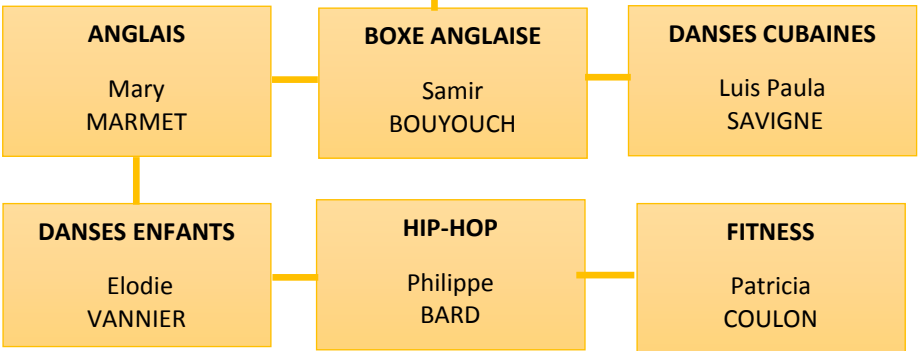 ANGLAIS
Mary
MARMET
BOXE ANGLAISE
Samir
BOUYOUCH
DANSES CUBAINES
Luis Paula
SAVIGNE
DANSES ENFANTS
Elodie
VANNIER
HIP-HOP
Philippe
BARD
FITNESS
Patricia
COULON